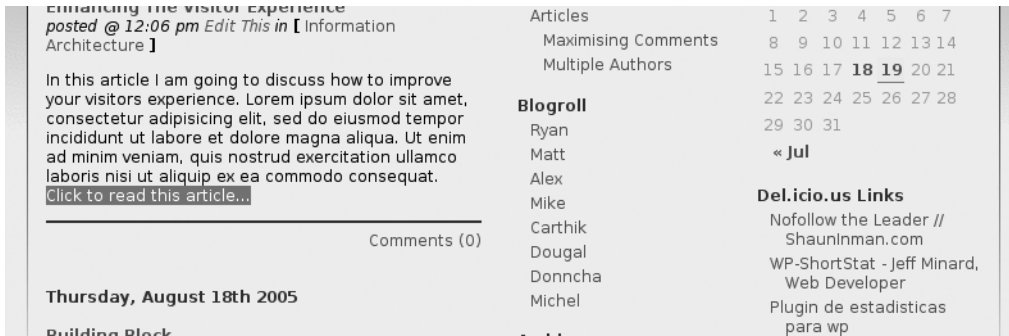 Enhancing The Visitor Experience
posted @ 12:06 pm Edit This in [ Information
Architecture ]
In this article I am going to discuss how to improve
your visitors experience. Lorem ipsum dolor sit amet,
consectetur adipisicing elit, sed do eiusmod tempor
incididunt ut labore et dolore magna aliqua. Ut enim
ad minim veniam, quis nostrud exercitation ullamco
laboris nisi ut aliquip ex ea commodo consequat.
Click to read this article...
Comments (0)
Thursday, August 18th 2005
Building Block
Articles
Maximising Comments
Multiple Authors
Blogroll
Ryan
Matt
Alex
Mike
Carthik
Dougal
Donncha
Michel
1 2 3 4 5 6 7
8 9 10 11 12 13 14
15 16 17 18 19 20 21
22 23 24 25 26 27 28
29 30 31
« Jul
Del.icio.us Links
Nofollow the Leader //
ShaunInman.com
WP-ShortStat - Jeff Minard,
Web Developer
Plugin de estadisticas
para wp